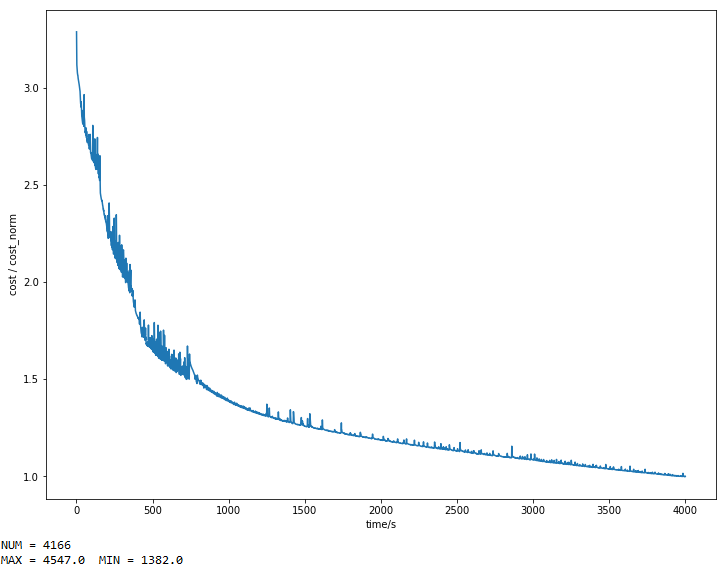 3.0
2.5
2.0
1.5
1.0
cost / cost_norm
0 500 1000 1500 2000 2500 3000 3500 4000
time/s
NUM = 4166
MAX = 4547.0  MIN = 1382.0